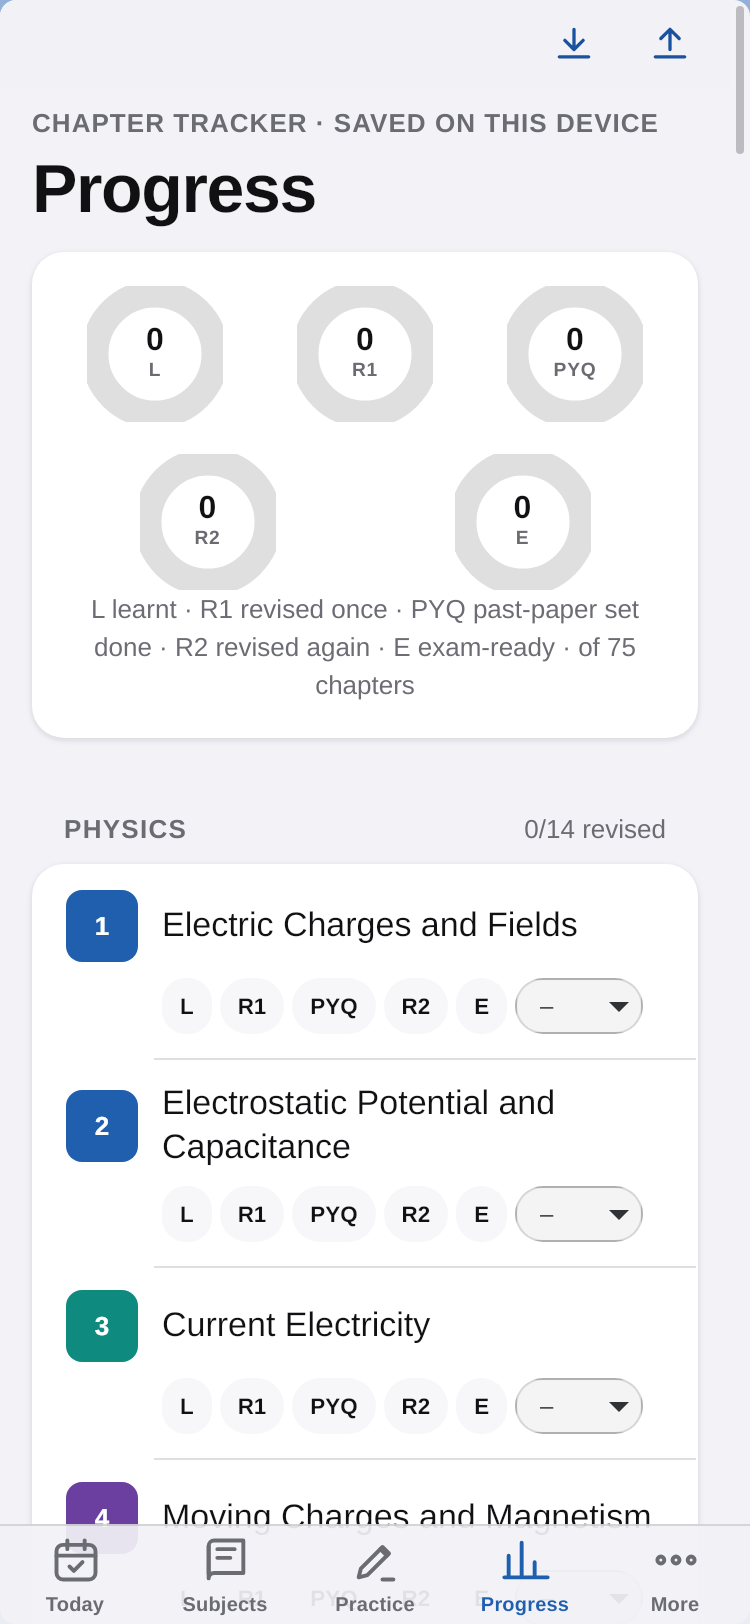 CHAPTER TRACKER · SAVED ON THIS DEVICE
Progress
0
L
0
R1
0
PYQ
0
R2
0
E
L learnt · R1 revised once · PYQ past-paper set
done · R2 revised again · E exam-ready · of 75
chapters
PHYSICS 0/14 revised
1 Electric Charges and Fields
L R1 PYQ R2 E –
2 Electrostatic Potential and
Capacitance
L R1 PYQ R2 E –
3 Current Electricity
L R1 PYQ R2 E –
4 Moving Charges and Magnetism
L R1 PYQ R2 E –
Today Subjects Practice Progress More